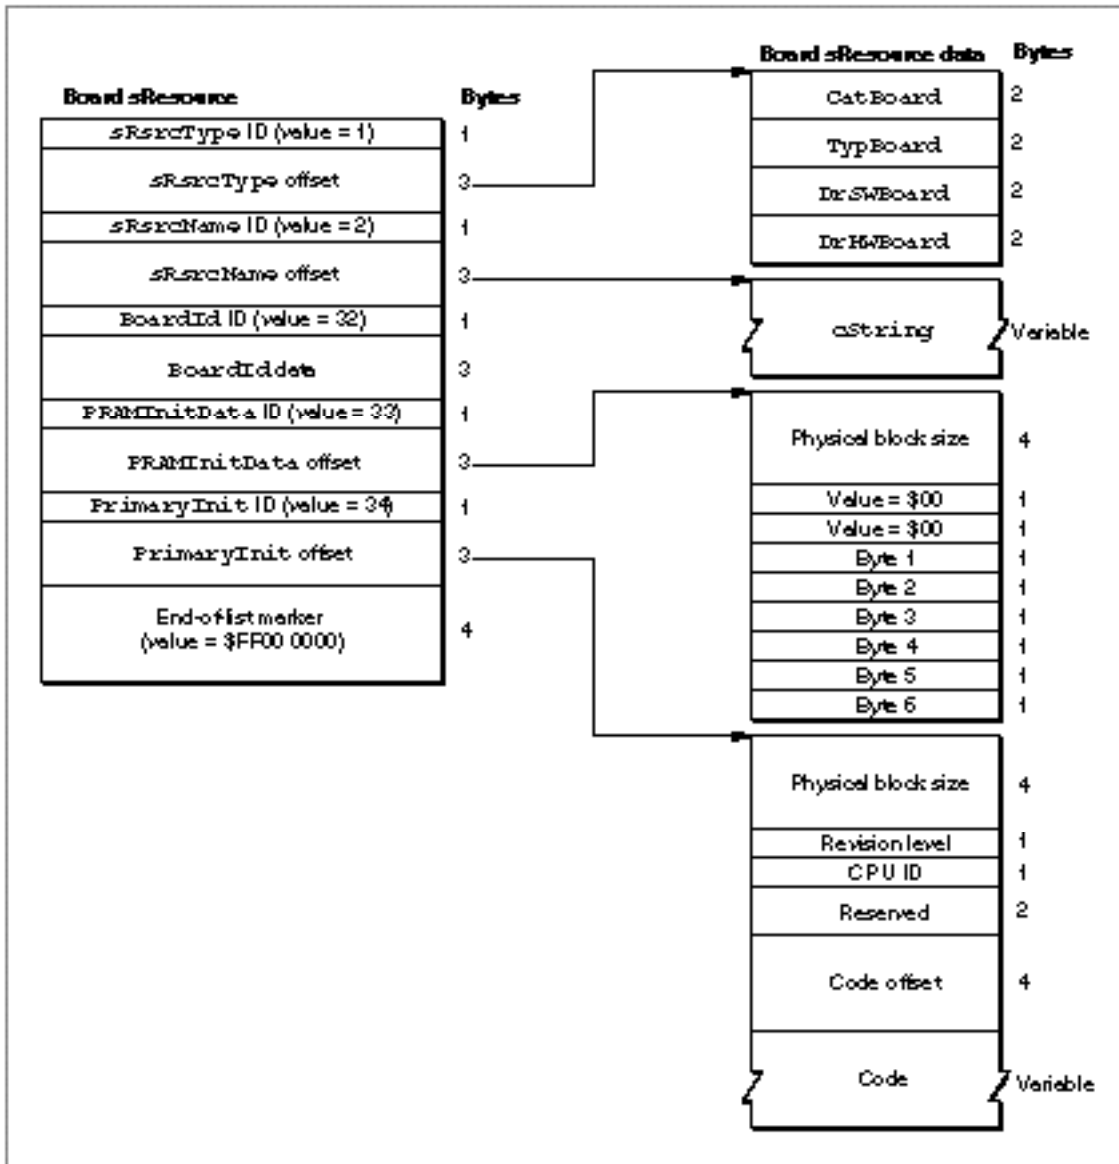 Board sResource
Bytes
sRsrcType ID (value = 1)
1
sRsrcType offset
3
sRsrcName ID (value = 2)
1
sRsrcName offset
3
BoardId ID (value = 32)
1
BoardId data
3
PRAMInitData ID (value = 33)
1
PRAMInitData offset
3
PrimaryInit ID (value = 34)
1
PrimaryInit offset
3
End-of-list marker
(value = $FF00 0000)
4
Board sResource data
Bytes
CatBoard
2
TypBoard
2
DrSWBoard
2
DrHWBoard
2
cString
Variable
Physical block size
4
Value = $00
1
Value = $00
1
Byte 1
1
Byte 2
1
Byte 3
1
Byte 4
1
Byte 5
1
Byte 6
1
Physical block size
4
Revision level
1
CPU ID
1
Reserved
2
Code offset
4
Code
Variable